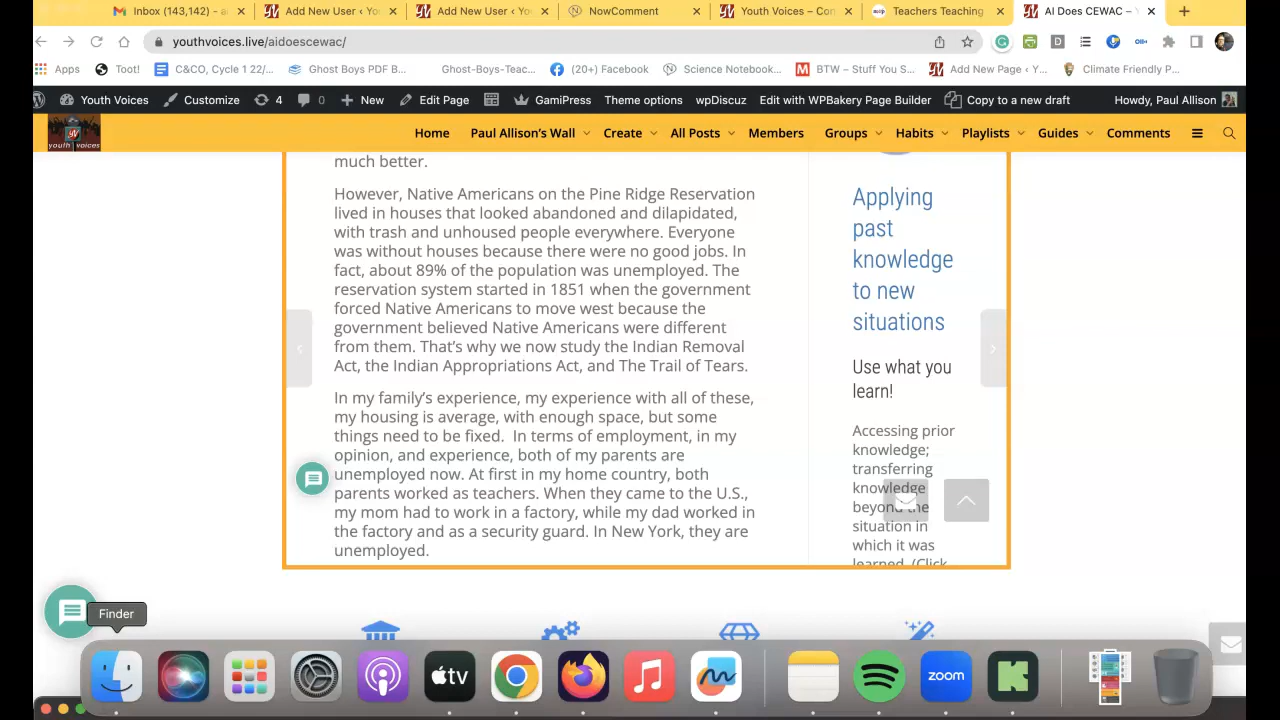 Inbox (143,142) - a
Add New User ‹ You
Add New User ‹ You
NowComment
Youth Voices – Con
Teachers Teaching
AI Does CEWAC – Y
youthvoices.live/aidoescewac/
Apps
Toot!
C&CO, Cycle 1 22/...
Ghost Boys PDF B...
Ghost-Boys-Teac...
(20+) Facebook
Science Notebook...
BTW – Stuff You S...
Add New Page ‹ Y...
Climate Friendly P...
Youth Voices
Customize
4
0
New
Edit Page
GamiPress
Theme options
wpDiscuz
Edit with WPBakery Page Builder
Copy to a new draft
Howdy, Paul Allison
youth voices
Home
Paul Allison's Wall
Create
All Posts
Members
Groups
Habits
Playlists
Guides
Comments
much better.
However, Native Americans on the Pine Ridge Reservation
lived in houses that looked abandoned and dilapidated,
with trash and unhoused people everywhere. Everyone
was without houses because there were no good jobs. In
fact, about 89% of the population was unemployed. The
reservation system started in 1851 when the government
forced Native Americans to move west because the
government believed Native Americans were different
from them. That's why we now study the Indian Removal
Act, the Indian Appropriations Act, and The Trail of Tears.
In my family's experience, my experience with all of these,
my housing is average, with enough space, but some
things need to be fixed.  In terms of employment, in my
opinion, and experience, both of my parents are
unemployed now. At first in my home country, both
parents worked as teachers. When they came to the U.S.,
my mom had to work in a factory, while my dad worked in
the factory and as a security guard. In New York, they are
unemployed.
Applying
past
knowledge
to new
situations
Use what you
learn!
Accessing prior
knowledge;
transferring
knowledge
beyond the
situation in
which it was
learned. (Click
Finder
tv
zoom
K